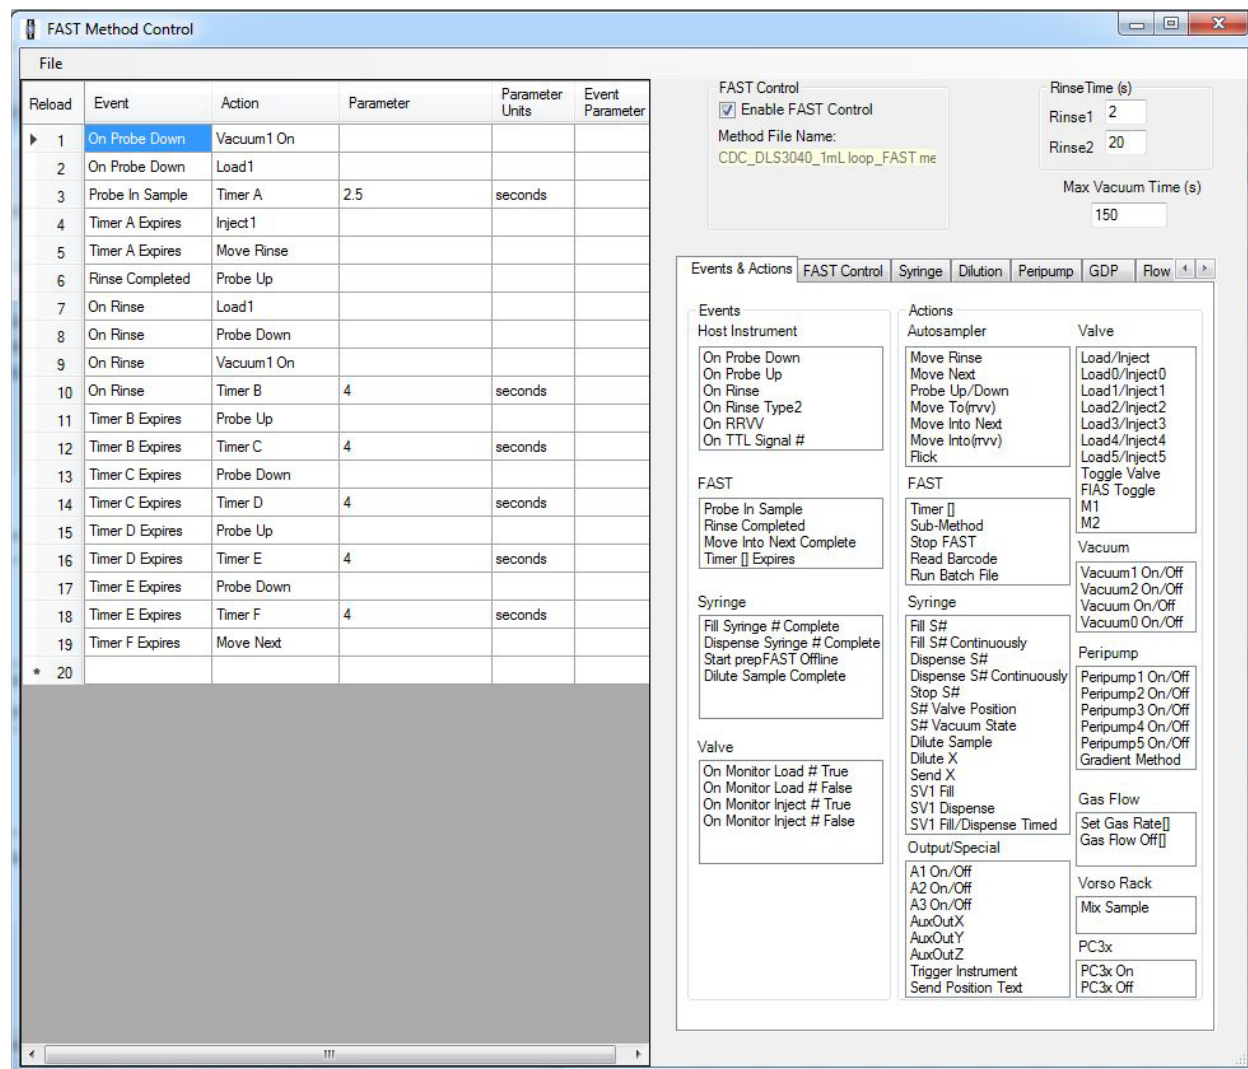 FAST Method Control
File
Reload Event Action Parameter Parameter Units Event Parameter
1 On Probe Down Vacuum1 On
2 On Probe Down Load1
3 Probe In Sample Timer A 2.5 seconds
4 Timer A Expires Inject1
5 Timer A Expires Move Rinse
6 Rinse Completed Probe Up
7 On Rinse Load1
8 On Rinse Probe Down
9 On Rinse Vacuum1 On
10 On Rinse Timer B 4 seconds
11 Timer B Expires Probe Up
12 Timer B Expires Timer C 4 seconds
13 Timer C Expires Probe Down
14 Timer C Expires Timer D 4 seconds
15 Timer D Expires Probe Up
16 Timer D Expires Timer E 4 seconds
17 Timer E Expires Probe Down
18 Timer E Expires Timer F 4 seconds
19 Timer F Expires Move Next
* 20
FAST Control
Enable FAST Control
Method File Name:
CDC_DLS3040_1mL loop_FAST me
Rinse Time (s)
Rinse1 2
Rinse2 20
Max Vacuum Time (s)
150
Events & Actions FAST Control Syringe Dilution Peripump GDP Flow
Events
Host Instrument
On Probe Down
On Probe Up
On Rinse
On Rinse Type2
On RRVV
On TTL Signal #
FAST
Probe In Sample
Rinse Completed
Move Into Next Complete
Timer [] Expires
Syringe
Fill Syringe # Complete
Dispense Syringe # Complete
Start prepFAST Offline
Dilute Sample Complete
Valve
On Monitor Load # True
On Monitor Load # False
On Monitor Inject # True
On Monitor Inject # False
Actions
Autosampler
Move Rinse
Move Next
Probe Up/Down
Move To(rrvv)
Move Into Next
Move Into(rrvv)
Flick
FAST
Timer []
Sub-Method
Stop FAST
Read Barcode
Run Batch File
Syringe
Fill S#
Fill S# Continuously
Dispense S#
Dispense S# Continuously
Stop S#
S# Valve Position
S# Vacuum State
Dilute Sample
Dilute X
Send X
SV1 Fill
SV1 Dispense
SV1 Fill/Dispense Timed
Output/Special
A1 On/Off
A2 On/Off
A3 On/Off
AuxOutX
AuxOutY
AuxOutZ
Trigger Instrument
Send Position Text
Valve
Load/Inject
Load0/Inject0
Load1/Inject1
Load2/Inject2
Load3/Inject3
Load4/Inject4
Load5/Inject5
Toggle Valve
FIAS Toggle
M1
M2
Vacuum
Vacuum1 On/Off
Vacuum2 On/Off
Vacuum On/Off
Vacuum0 On/Off
Peripump
Peripump1 On/Off
Peripump2 On/Off
Peripump3 On/Off
Peripump4 On/Off
Peripump5 On/Off
Gradient Method
Gas Flow
Set Gas Rate[]
Gas Flow Off[]
Vorso Rack
Mix Sample
PC3x
PC3x On
PC3x Off